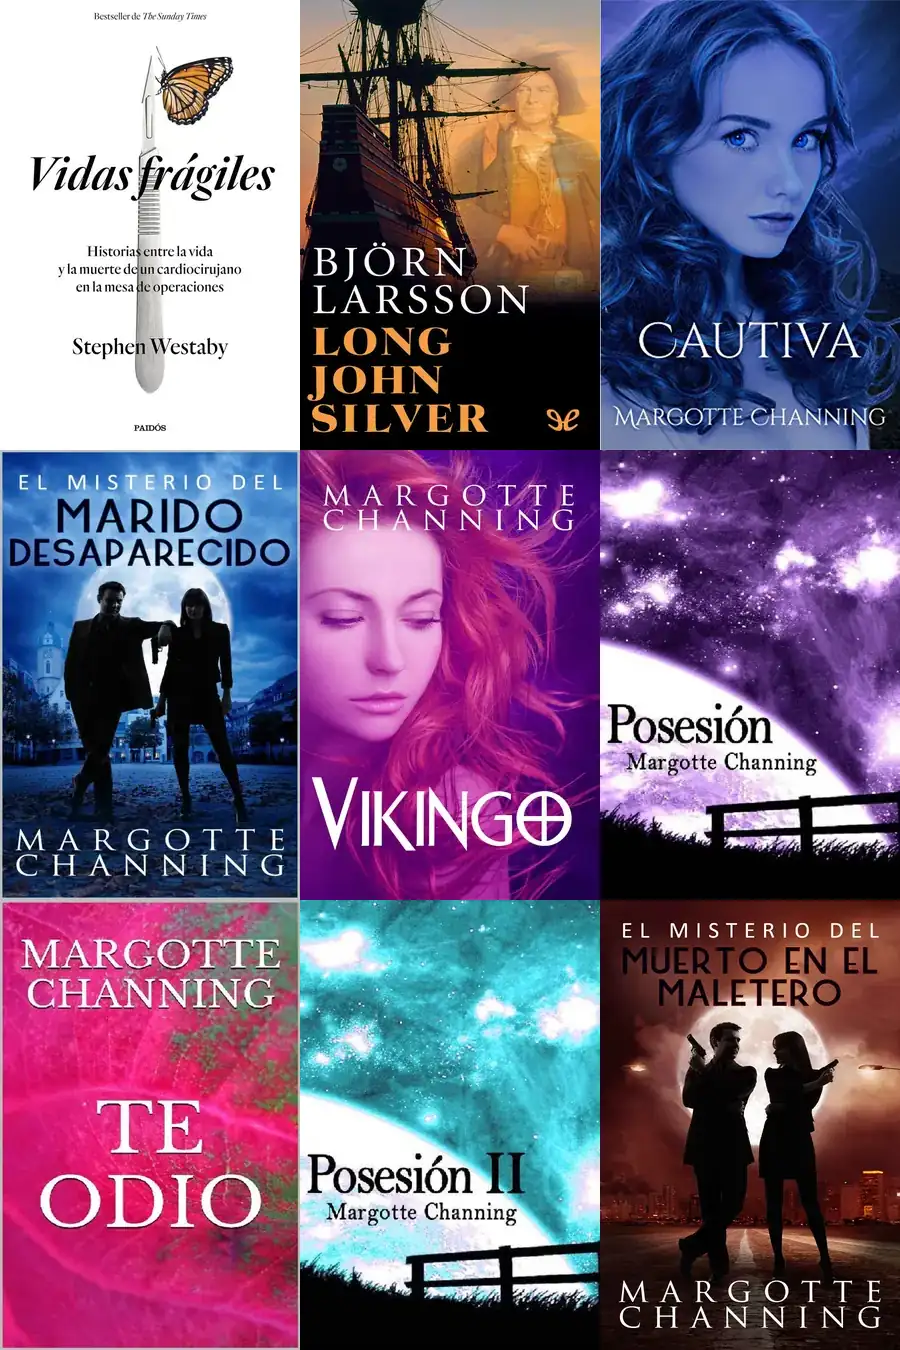 Bestseller de The Sunday Times
Vidas frágiles
Historias entre la vida
y la muerte de un cardiocirujano
en la mesa de operaciones
Stephen Westaby
PAIDÓS
BJÖRN
LARSSON
LONG
JOHN
SILVER
CAUTIVA
MARGOTTE CHANNING
EL MISTERIO DEL
MARIDO
DESAPARECIDO
MARGOTTE
CHANNING
MARGOTTE
CHANNING
VIKINGO
Posesión
Margotte Channing
MARGOTTE
CHANNING
TE
ODIO
Posesión II
Margotte Channing
EL MISTERIO DEL
MUERTO EN EL
MALETERO
MARGOTTE
CHANNING